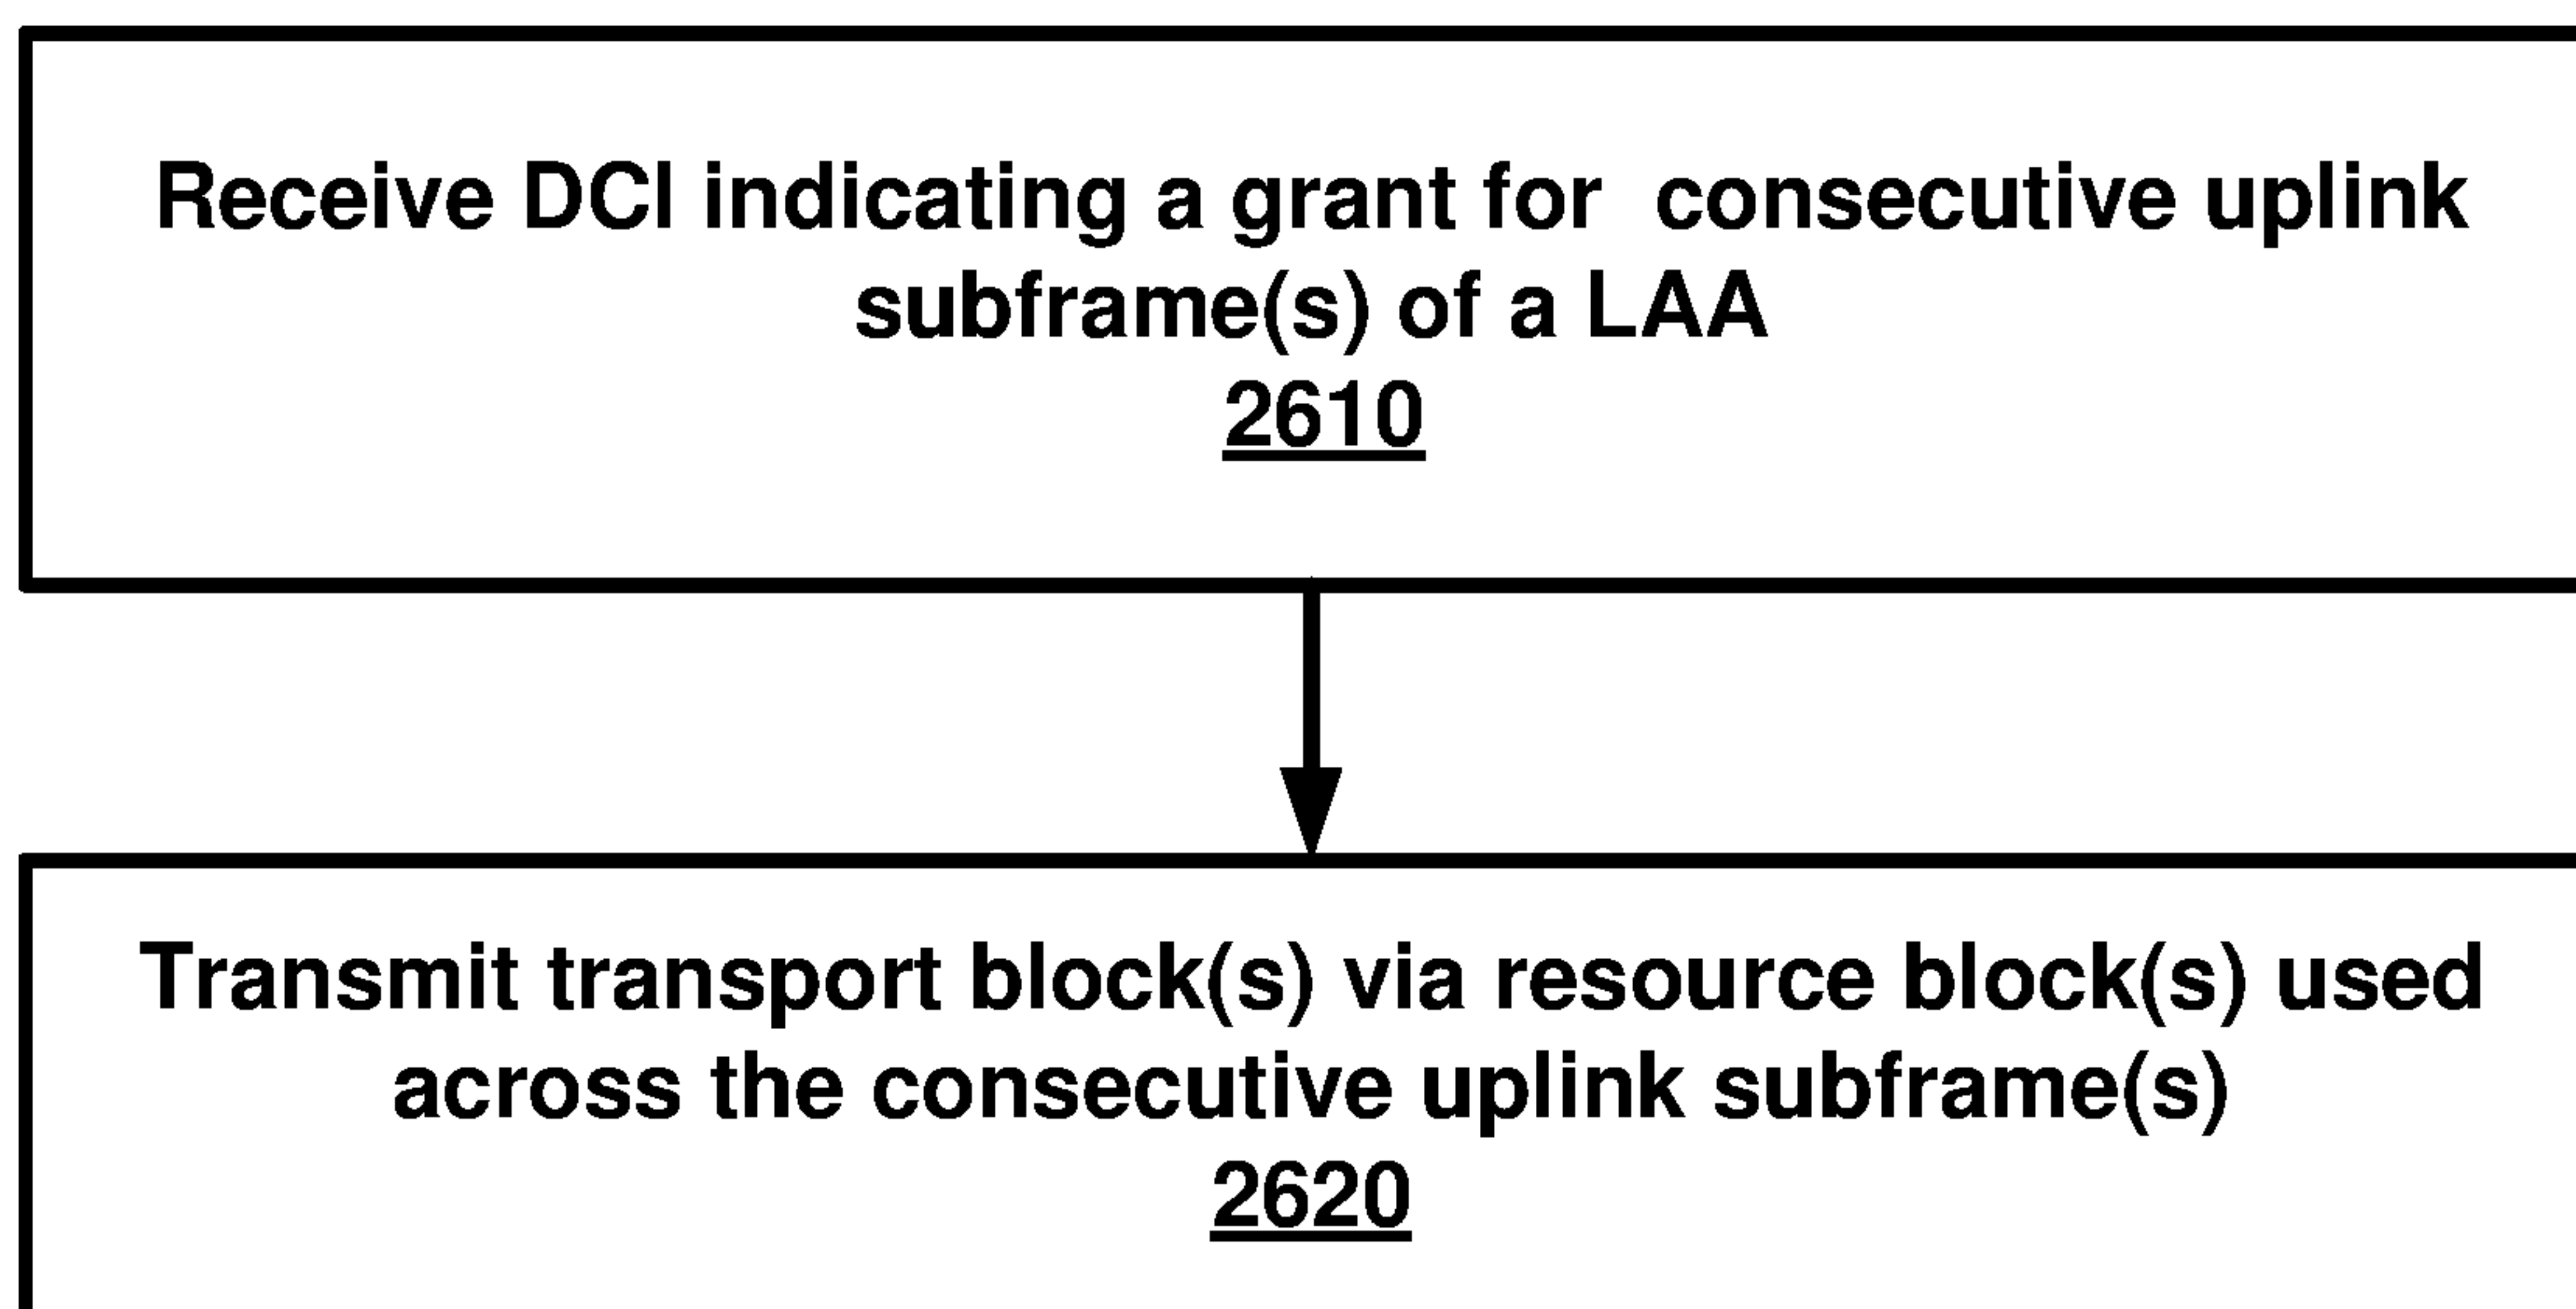 Receive DCI indicating a grant for consecutive uplink
subframe(s) of a LAA
2610
Transmit transport block(s) via resource block(s) used
across the consecutive uplink subframe(s)
2620